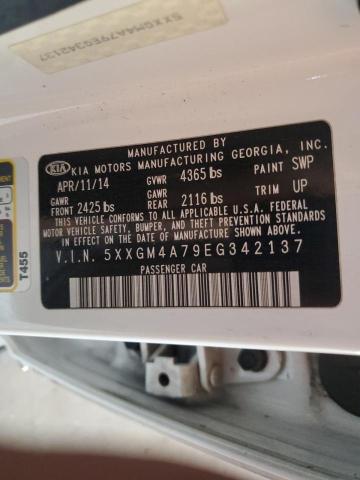 5XXGM4A79EG342137
MANUFACTURED BY
KIA KIA MOTORS MANUFACTURING GEORGIA, INC.
APR/11/14 GVWR 4365 lbs PAINT SWP
GAWR FRONT 2425 lbs GAWR REAR 2116 lbs TRIM UP
THIS VEHICLE CONFORMS TO ALL APPLICABLE U.S.A. FEDERAL
MOTOR VEHICLE SAFETY, BUMPER, AND THEFT PREVENTION
STANDARDS IN EFFECT ON THE DATE OF MANUFACTURE SHOWN ABOVE.
V.I.N. 5XXGM4A79EG342137
PASSENGER CAR
T455